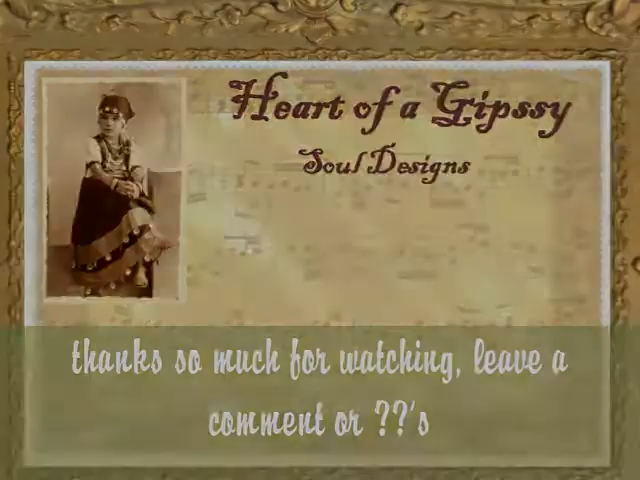 Heart of a Gipssy
Soul Designs
thanks so much for watching, leave a
comment or ??'s